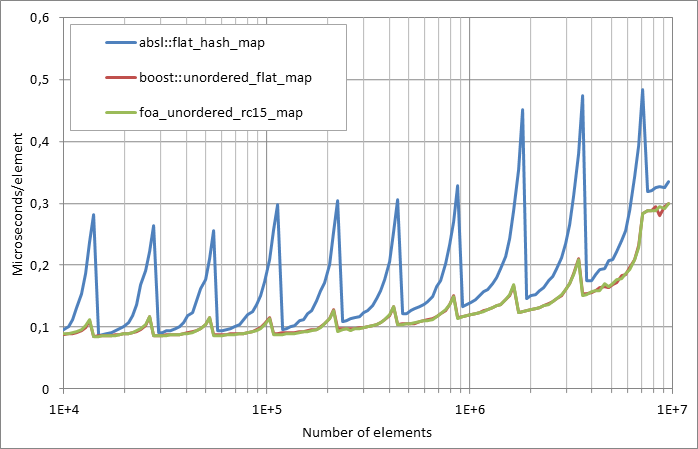 0,6
0,5
0,4
0,3
0,2
0,1
0
Microseconds/element
absl::flat_hash_map
boost::unordered_flat_map
foa_unordered_rc15_map
1E+4
1E+5
1E+6
1E+7
Number of elements